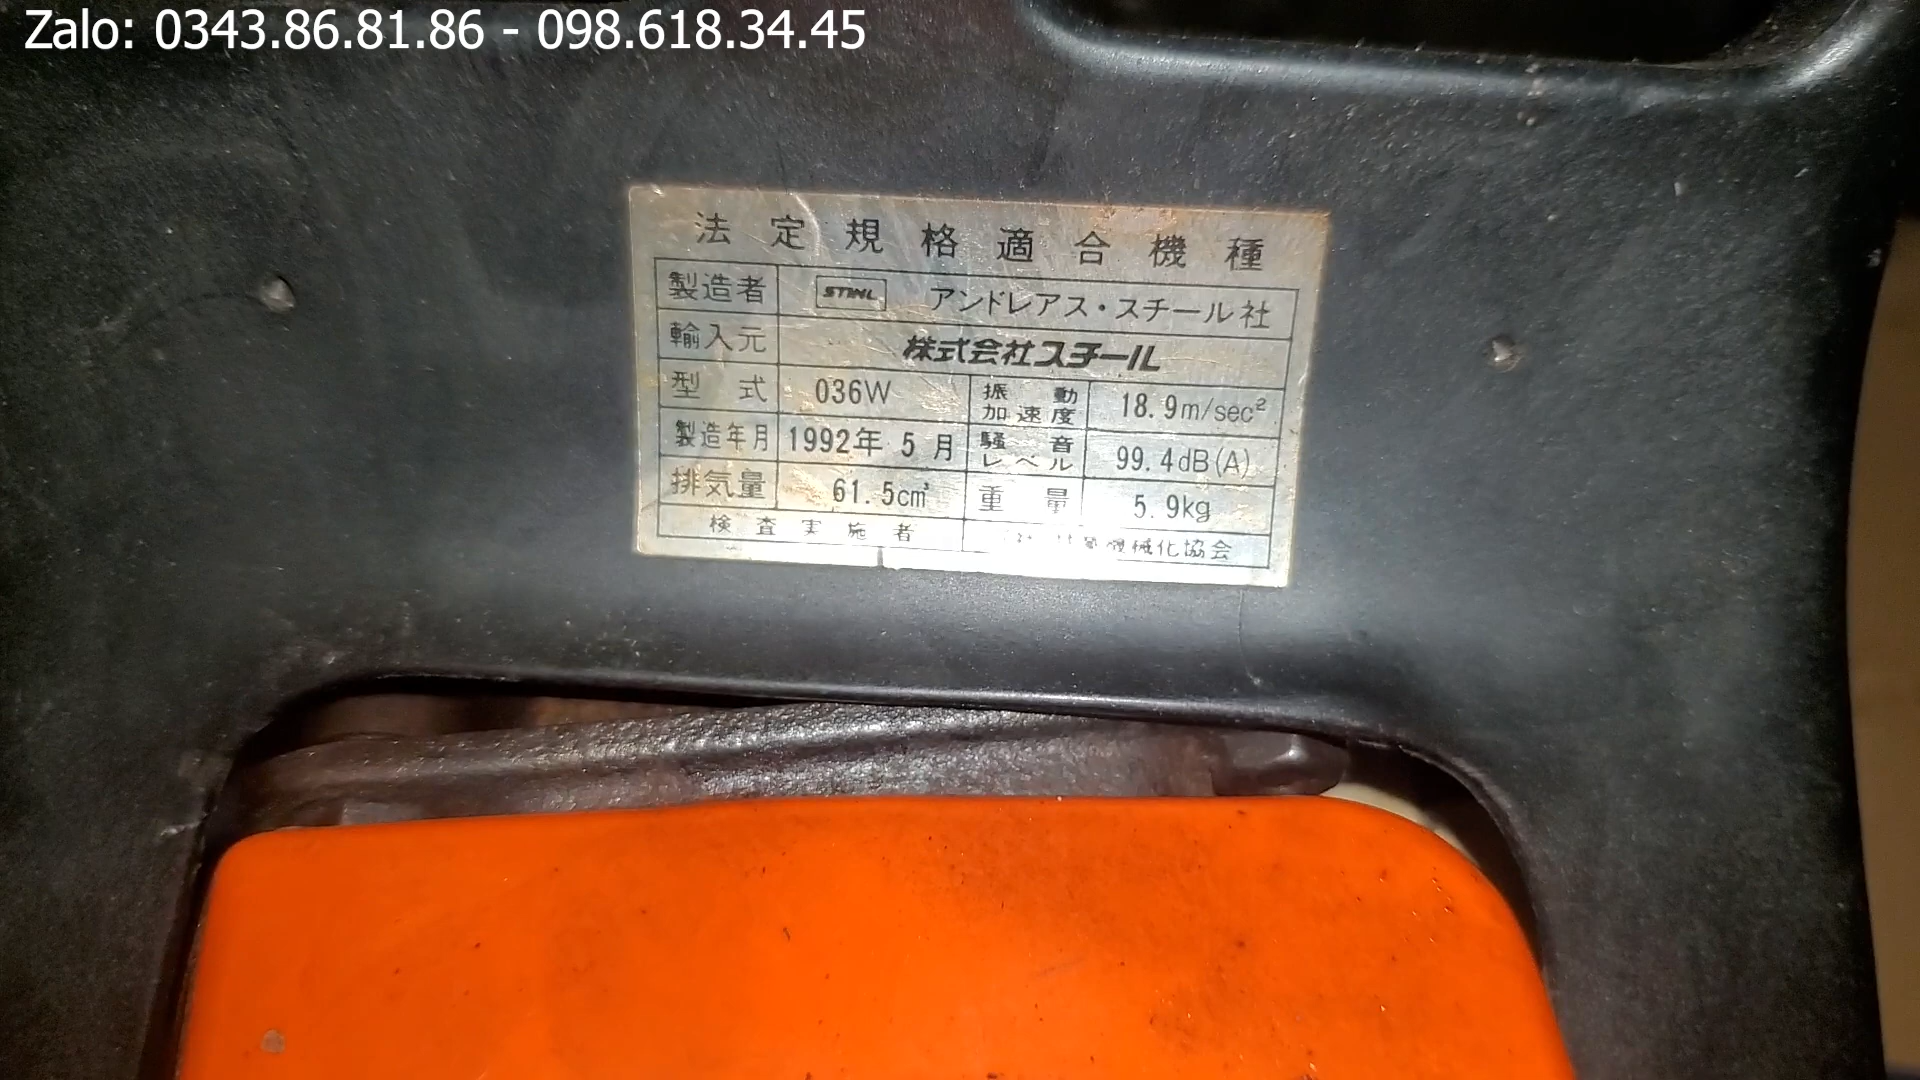 Zalo: 0343.86.81.86 - 098.618.34.45
法定規格適合機種
製造者 STIHL アンドレアス・スチール社
輸入元 株式会社スチール
型式 036W 振動加速度 18.9m/sec²
製造年月 1992年 5月 騒音レベル 99.4dB(A)
排気量 61.5cm³ 重量 5.9kg
検査実施者 機械化協会